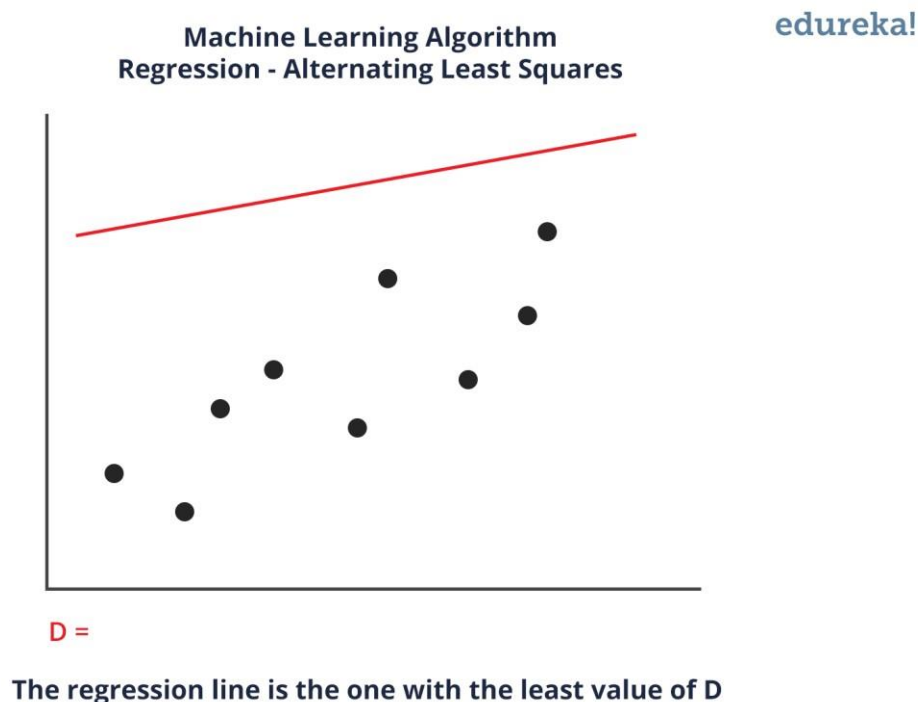 edureka!
Machine Learning Algorithm
Regression - Alternating Least Squares
D =
The regression line is the one with the least value of D